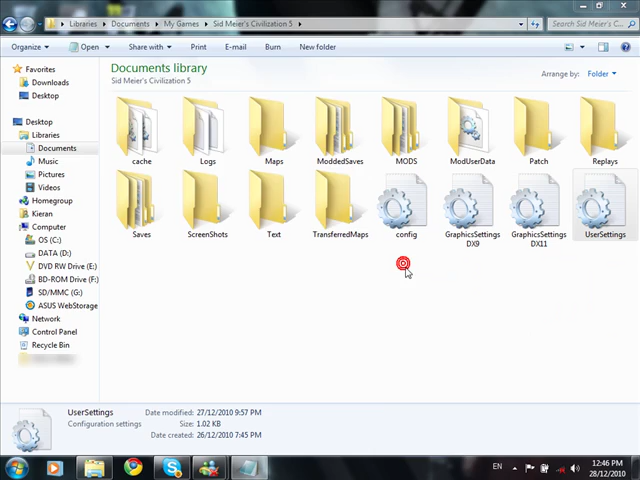 Libraries ▸ Documents ▸ My Games ▸ Sid Meier's Civilization 5 ▸
Search Sid Meier's C...
Organize
Open
Share with
Print
E-mail
Burn
New folder
Favorites
Downloads
Desktop
Desktop
Libraries
Documents
Music
Pictures
Videos
Homegroup
Kieran
Computer
OS (C:)
DATA (D:)
DVD RW Drive (E:)
BD-ROM Drive (F:)
SD/MMC (G:)
ASUS WebStorage
Network
Control Panel
Recycle Bin
Documents library
Sid Meier's Civilization 5
Arrange by: Folder
cache
Logs
Maps
ModdedSaves
MODS
ModUserData
Patch
Replays
Saves
ScreenShots
Text
TransferredMaps
config
GraphicsSettings
DX9
GraphicsSettings
DX11
UserSettings
UserSettings
Configuration settings
Date modified: 27/12/2010 9:57 PM
Size: 1.02 KB
Date created: 26/12/2010 7:45 PM
EN
12:46 PM
28/12/2010